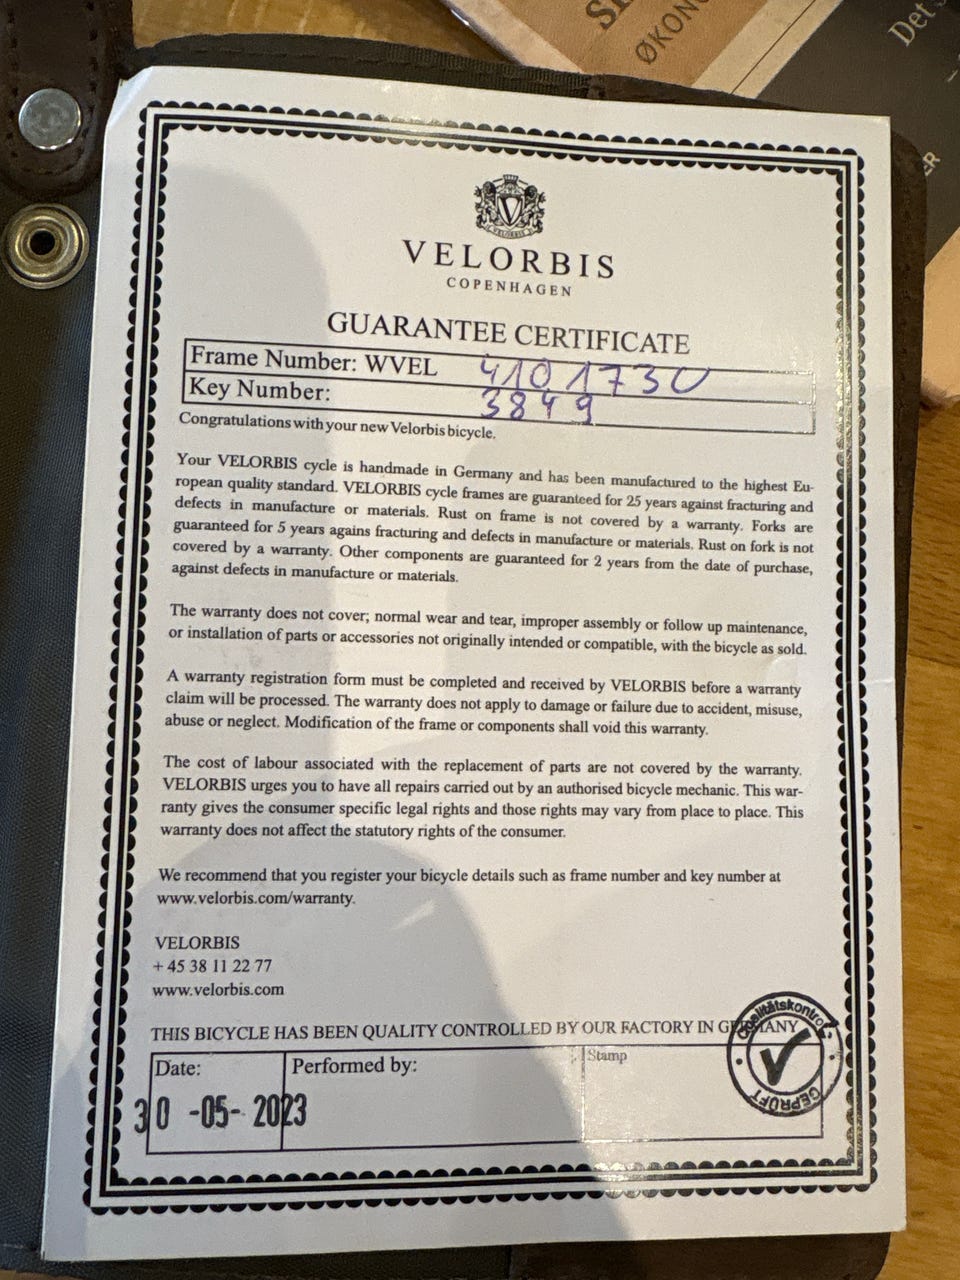 SI
ØKON
Det
ER
V
VELORBIS
VELORBIS
COPENHAGEN
GUARANTEE CERTIFICATE
Frame Number: WVEL 4101730
Key Number: 3849
Congratulations with your new Velorbis bicycle.
Your VELORBIS cycle is handmade in Germany and has been manufactured to the highest Eu-
ropean quality standard. VELORBIS cycle frames are guaranteed for 25 years against fracturing and
defects in manufacture or materials. Rust on frame is not covered by a warranty. Forks are
guaranteed for 5 years agains fracturing and defects in manufacture or materials. Rust on fork is not
covered by a warranty. Other components are guaranteed for 2 years from the date of purchase,
against defects in manufacture or materials.
The warranty does not cover; normal wear and tear, improper assembly or follow up maintenance,
or installation of parts or accessories not originally intended or compatible, with the bicycle as sold.
A warranty registration form must be completed and received by VELORBIS before a warranty
claim will be processed. The warranty does not apply to damage or failure due to accident, misuse,
abuse or neglect. Modification of the frame or components shall void this warranty.
The cost of labour associated with the replacement of parts are not covered by the warranty.
VELORBIS urges you to have all repairs carried out by an authorised bicycle mechanic. This war-
ranty gives the consumer specific legal rights and those rights may vary from place to place. This
warranty does not affect the statutory rights of the consumer.
We recommend that you register your bicycle details such as frame number and key number at
www.velorbis.com/warranty.
VELORBIS
+ 45 38 11 22 77
www.velorbis.com
THIS BICYCLE HAS BEEN QUALITY CONTROLLED BY OUR FACTORY IN GERMANY
Qualitätskontrolle
GEPRÜFT
Date: Performed by: Stamp
30 -05- 2023